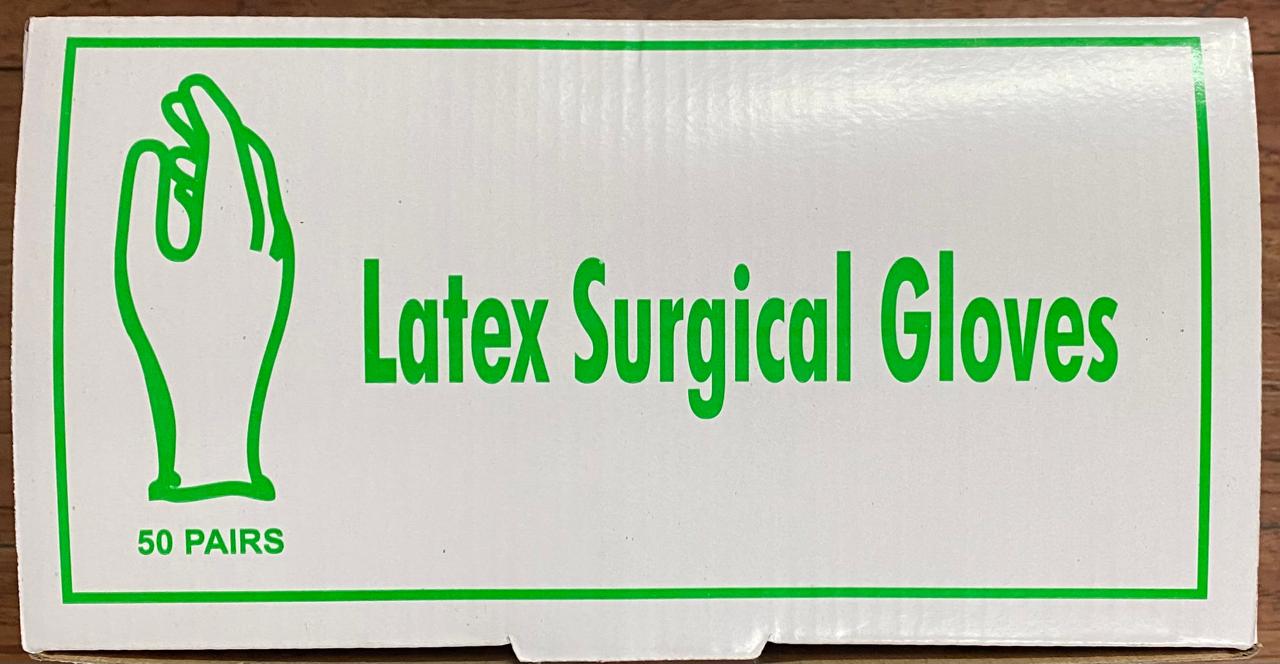 Latex Surgical Gloves
50 PAIRS